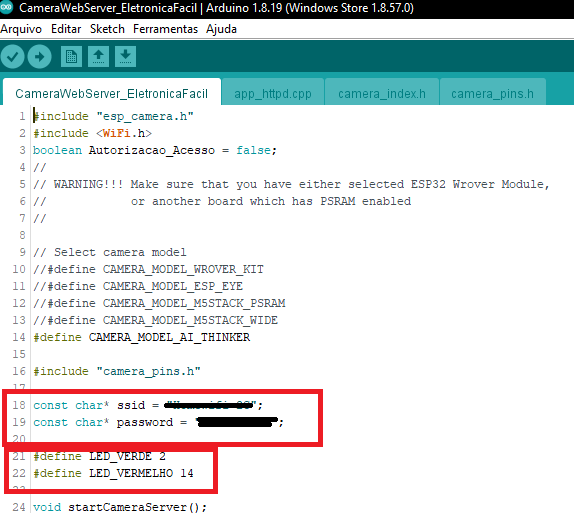 CameraWebServer_EletronicaFacil | Arduino 1.8.19 (Windows Store 1.8.57.0)
Arquivo Editar Sketch Ferramentas Ajuda
CameraWebServer_EletronicaFacil app_httpd.cpp camera_index.h camera_pins.h
1 #include "esp_camera.h"
2 #include <WiFi.h>
3 boolean Autorizacao_Acesso = false;
4 //
5 // WARNING!!! Make sure that you have either selected ESP32 Wrover Module,
6 //            or another board which has PSRAM enabled
7 //
8
9 // Select camera model
10 //#define CAMERA_MODEL_WROVER_KIT
11 //#define CAMERA_MODEL_ESP_EYE
12 //#define CAMERA_MODEL_M5STACK_PSRAM
13 //#define CAMERA_MODEL_M5STACK_WIDE
14 #define CAMERA_MODEL_AI_THINKER
15
16 #include "camera_pins.h"
17
18 const char* ssid = ";
19 const char* password = ;
20
21 #define LED_VERDE 2
22 #define LED_VERMELHO 14
24 void startCameraServer();